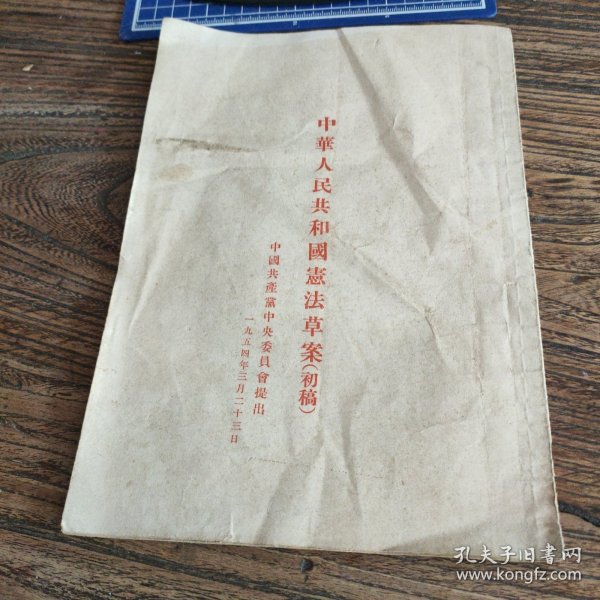 中華人民共和國憲法草案（初稿）
中國共產黨中央委員會提出
一九五四年三月二十三日
孔夫子旧書网
www.kongfz.com